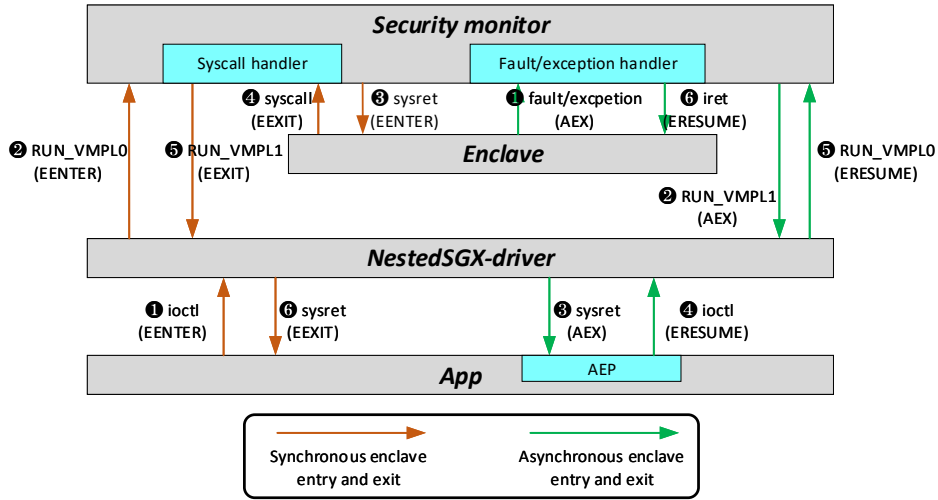 Security monitor
Syscall handler
Fault/exception handler
❹ syscall
(EEXIT)
❸ sysret
(EENTER)
❶ fault/excpetion
(AEX)
❻ iret
(ERESUME)
Enclave
❷ RUN_VMPL0
(EENTER)
❺ RUN_VMPL1
(EEXIT)
❷ RUN_VMPL1
(AEX)
❺ RUN_VMPL0
(ERESUME)
NestedSGX-driver
❶ ioctl
(EENTER)
❻ sysret
(EEXIT)
❸ sysret
(AEX)
❹ ioctl
(ERESUME)
App
AEP
Synchronous enclave
entry and exit
Asynchronous enclave
entry and exit